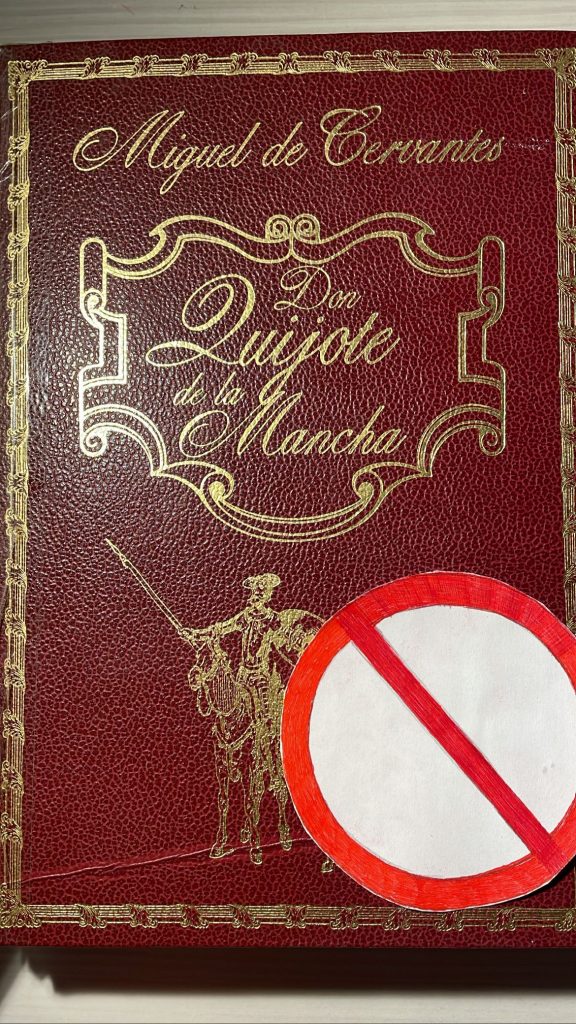 Miguel de Cervantes
Don
Quijote
de la
Mancha